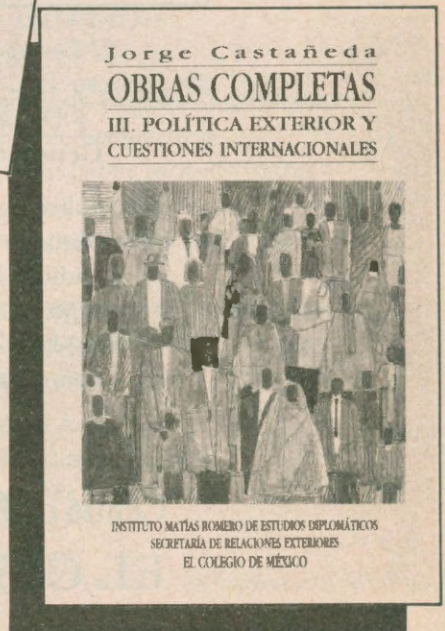 Jorge Castañeda
OBRAS COMPLETAS
III. POLÍTICA EXTERIOR Y
CUESTIONES INTERNACIONALES
INSTITUTO MATÍAS ROMERO DE ESTUDIOS DIPLOMÁTICOS
SECRETARÍA DE RELACIONES EXTERIORES
EL COLEGIO DE MÉXICO